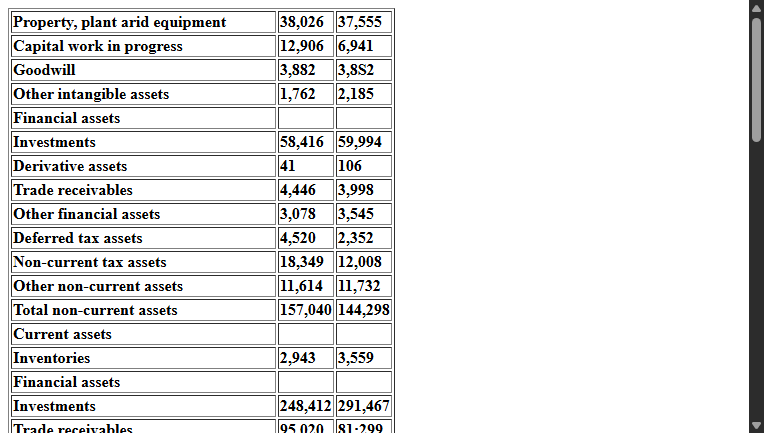 Property, plant arid equipment 38,026 37,555
Capital work in progress 12,906 6,941
Goodwill 3,882 3,8S2
Other intangible assets 1,762 2,185
Financial assets
Investments 58,416 59,994
Derivative assets 41 106
Trade receivables 4,446 3,998
Other financial assets 3,078 3,545
Deferred tax assets 4,520 2,352
Non-current tax assets 18,349 12,008
Other non-current assets 11,614 11,732
Total non-current assets 157,040 144,298
Current assets
Inventories 2,943 3,559
Financial assets
Investments 248,412 291,467
Trade receivables 95,020 81:299